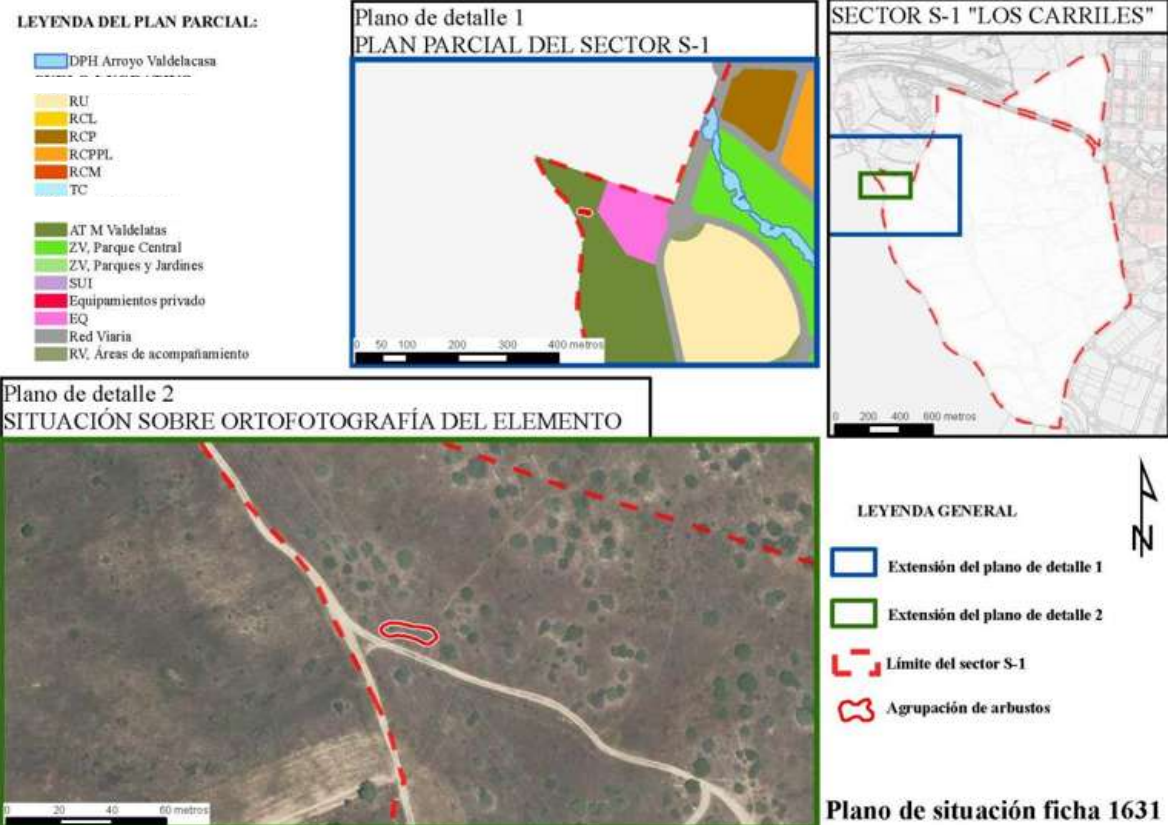 LEYENDA DEL PLAN PARCIAL:
DPH Arroyo Valdelacasa
RU
RCL
RCP
RCPPL
RCM
TC
AT M Valdelatas
ZV, Parque Central
ZV, Parques y Jardines
SUI
Equipamientos privado
EQ
Red Viaria
RV, Áreas de acompañamiento
Plano de detalle 1
PLAN PARCIAL DEL SECTOR S-1
0 50 100 200 300 400 metros
SECTOR S-1 "LOS CARRILES"
0 200 400 600 metros
Plano de detalle 2
SITUACIÓN SOBRE ORTOFOTOGRAFÍA DEL ELEMENTO
0 20 40 60 metros
LEYENDA GENERAL
N
Extensión del plano de detalle 1
Extensión del plano de detalle 2
Límite del sector S-1
Agrupación de arbustos
Plano de situación ficha 1631